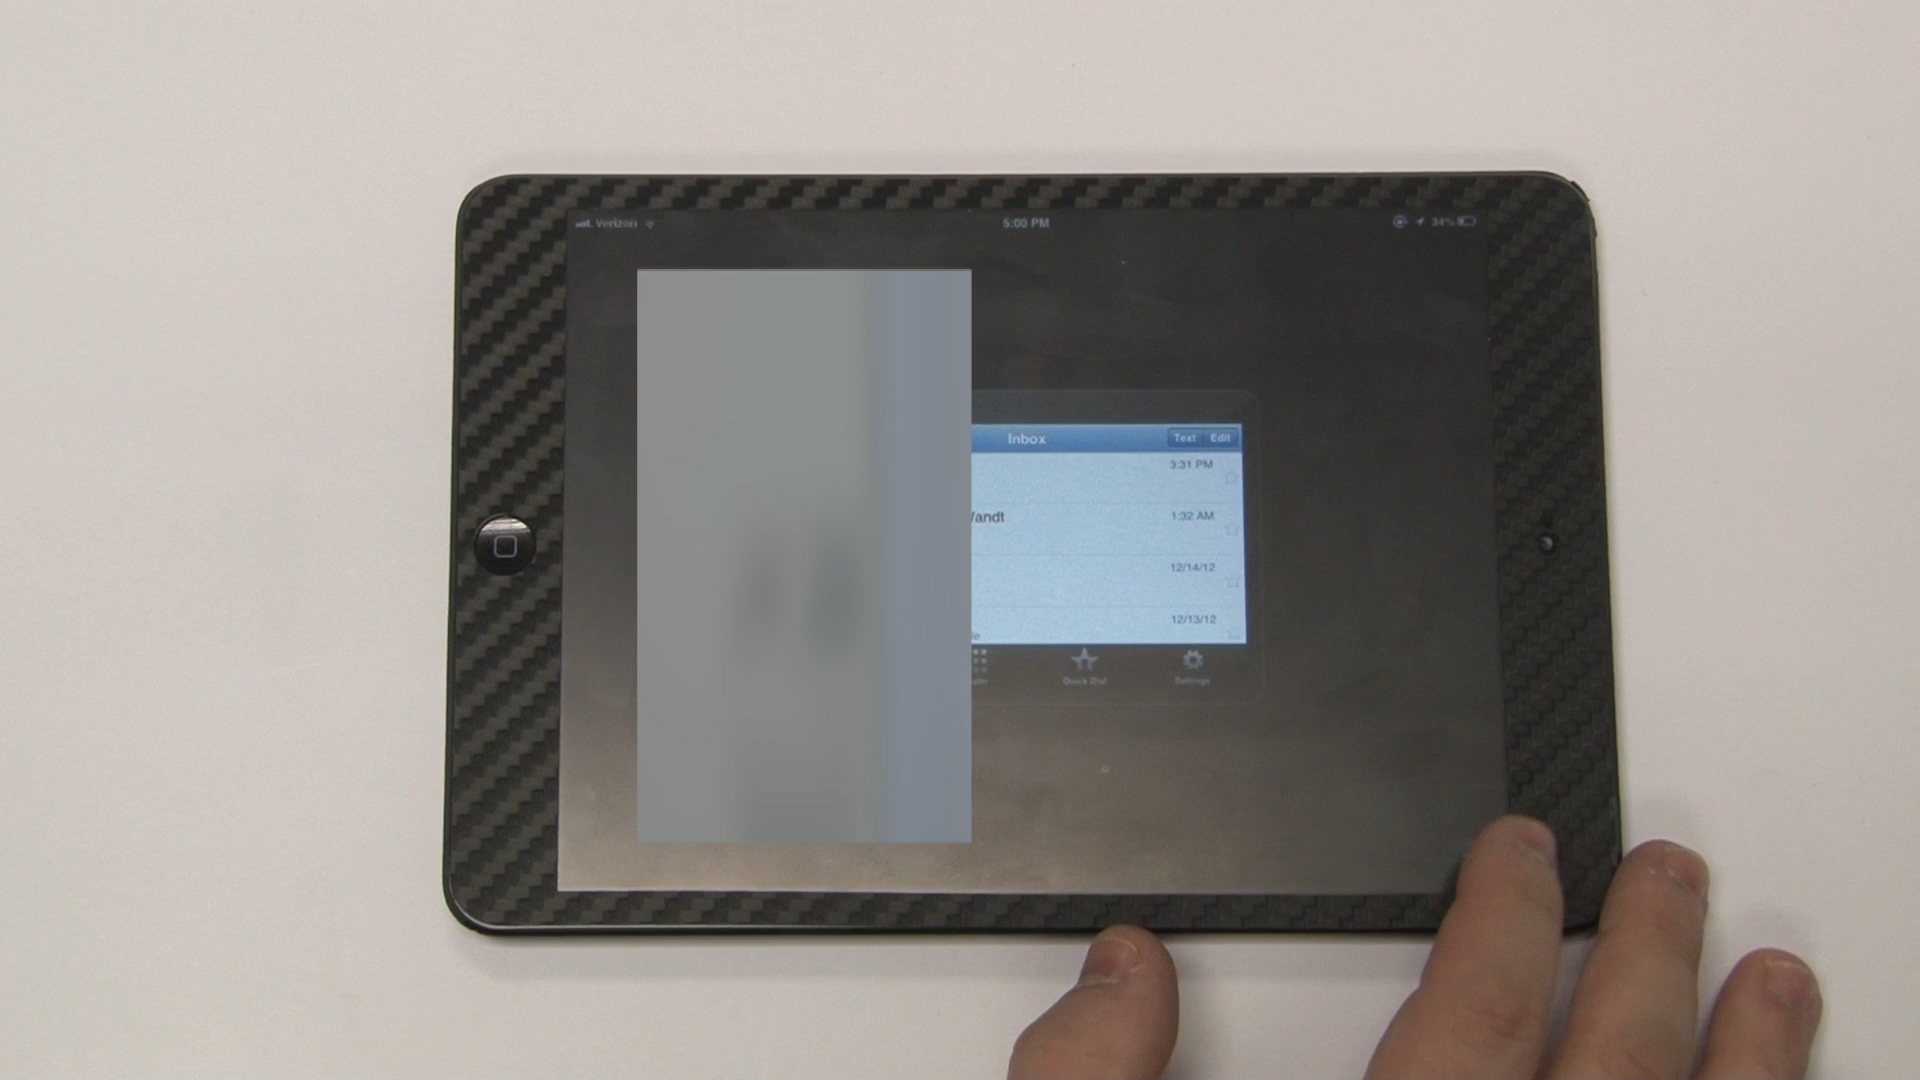 Verizon 5:00 PM 34%
Inbox Text Edit
3:31 PM
1:32 AM
12/14/12
12/13/12
Quick Dial Settings